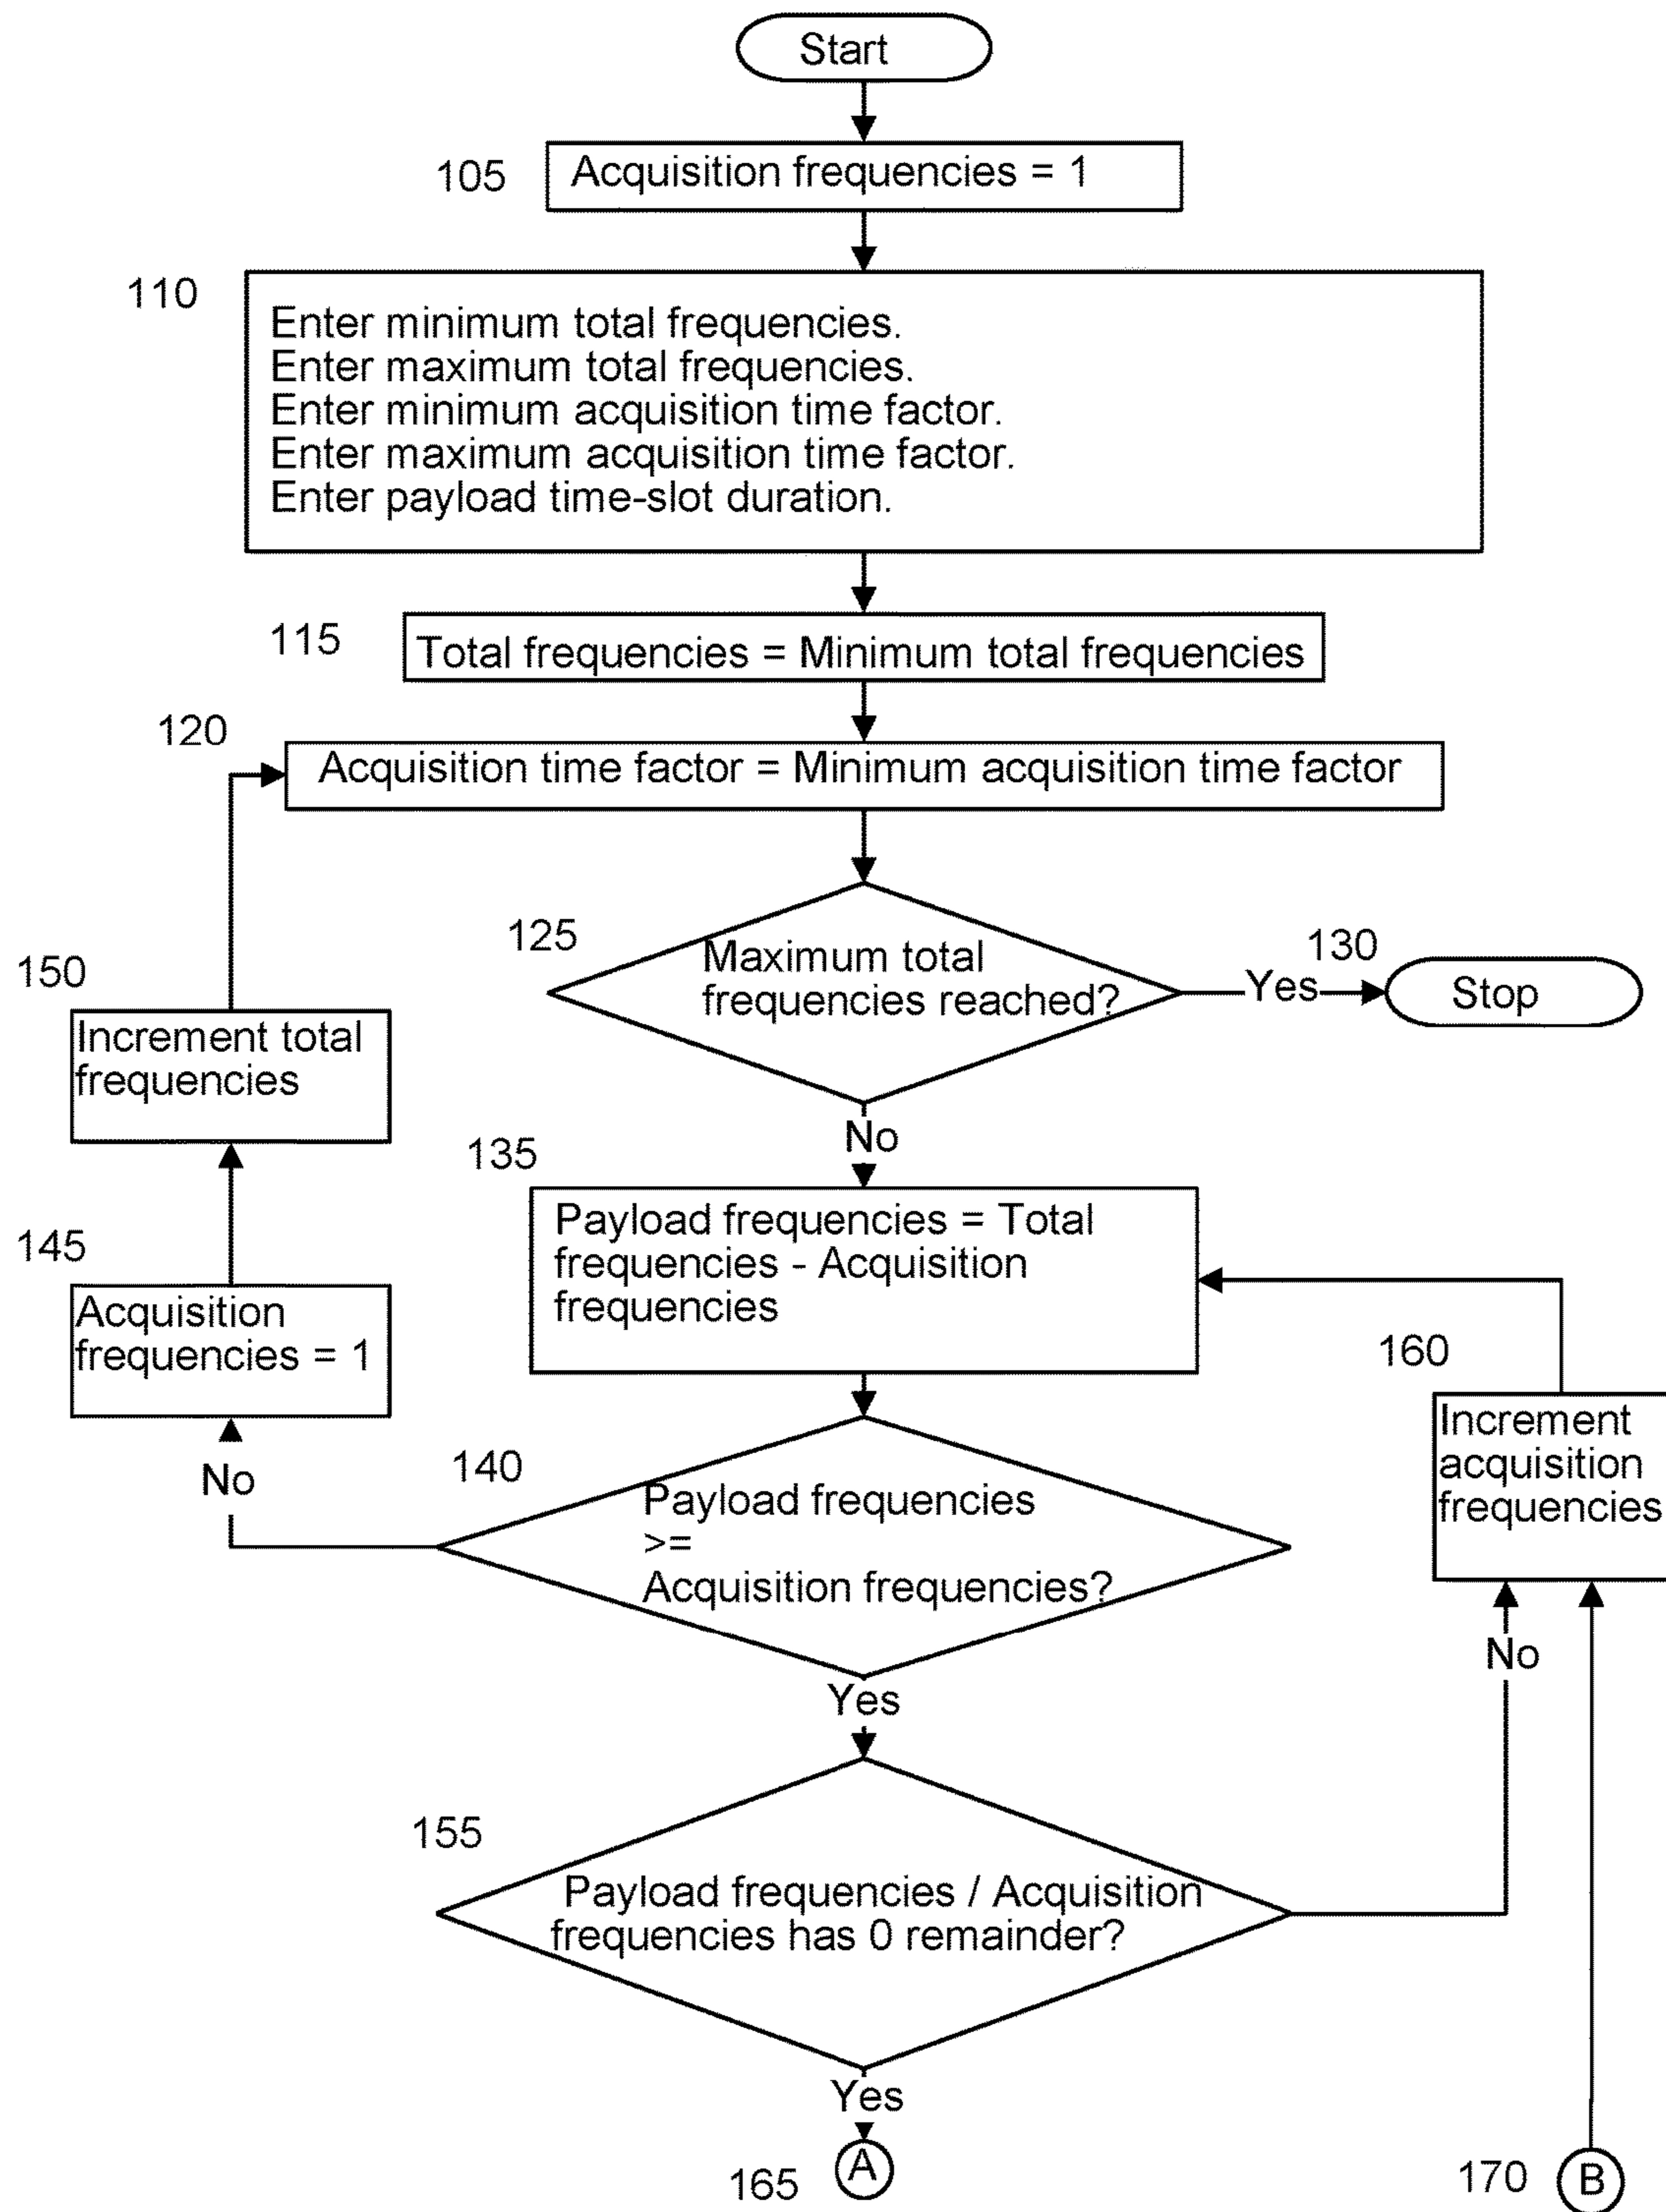 Start
105
Acquisition frequencies = 1
110
Enter minimum total frequencies.
Enter maximum total frequencies.
Enter minimum acquisition time factor.
Enter maximum acquisition time factor.
Enter payload time-slot duration.
115
Total frequencies = Minimum total frequencies
120
Acquisition time factor = Minimum acquisition time factor
125
Maximum total
frequencies reached?
Yes
130
Stop
150
Increment total
frequencies
No
135
Payload frequencies = Total
frequencies - Acquisition
frequencies
145
Acquisition
frequencies = 1
160
Increment
acquisition
frequencies
No
140
Payload frequencies
>=
Acquisition frequencies?
No
Yes
155
Payload frequencies / Acquisition
frequencies has 0 remainder?
Yes
165
A
170
B